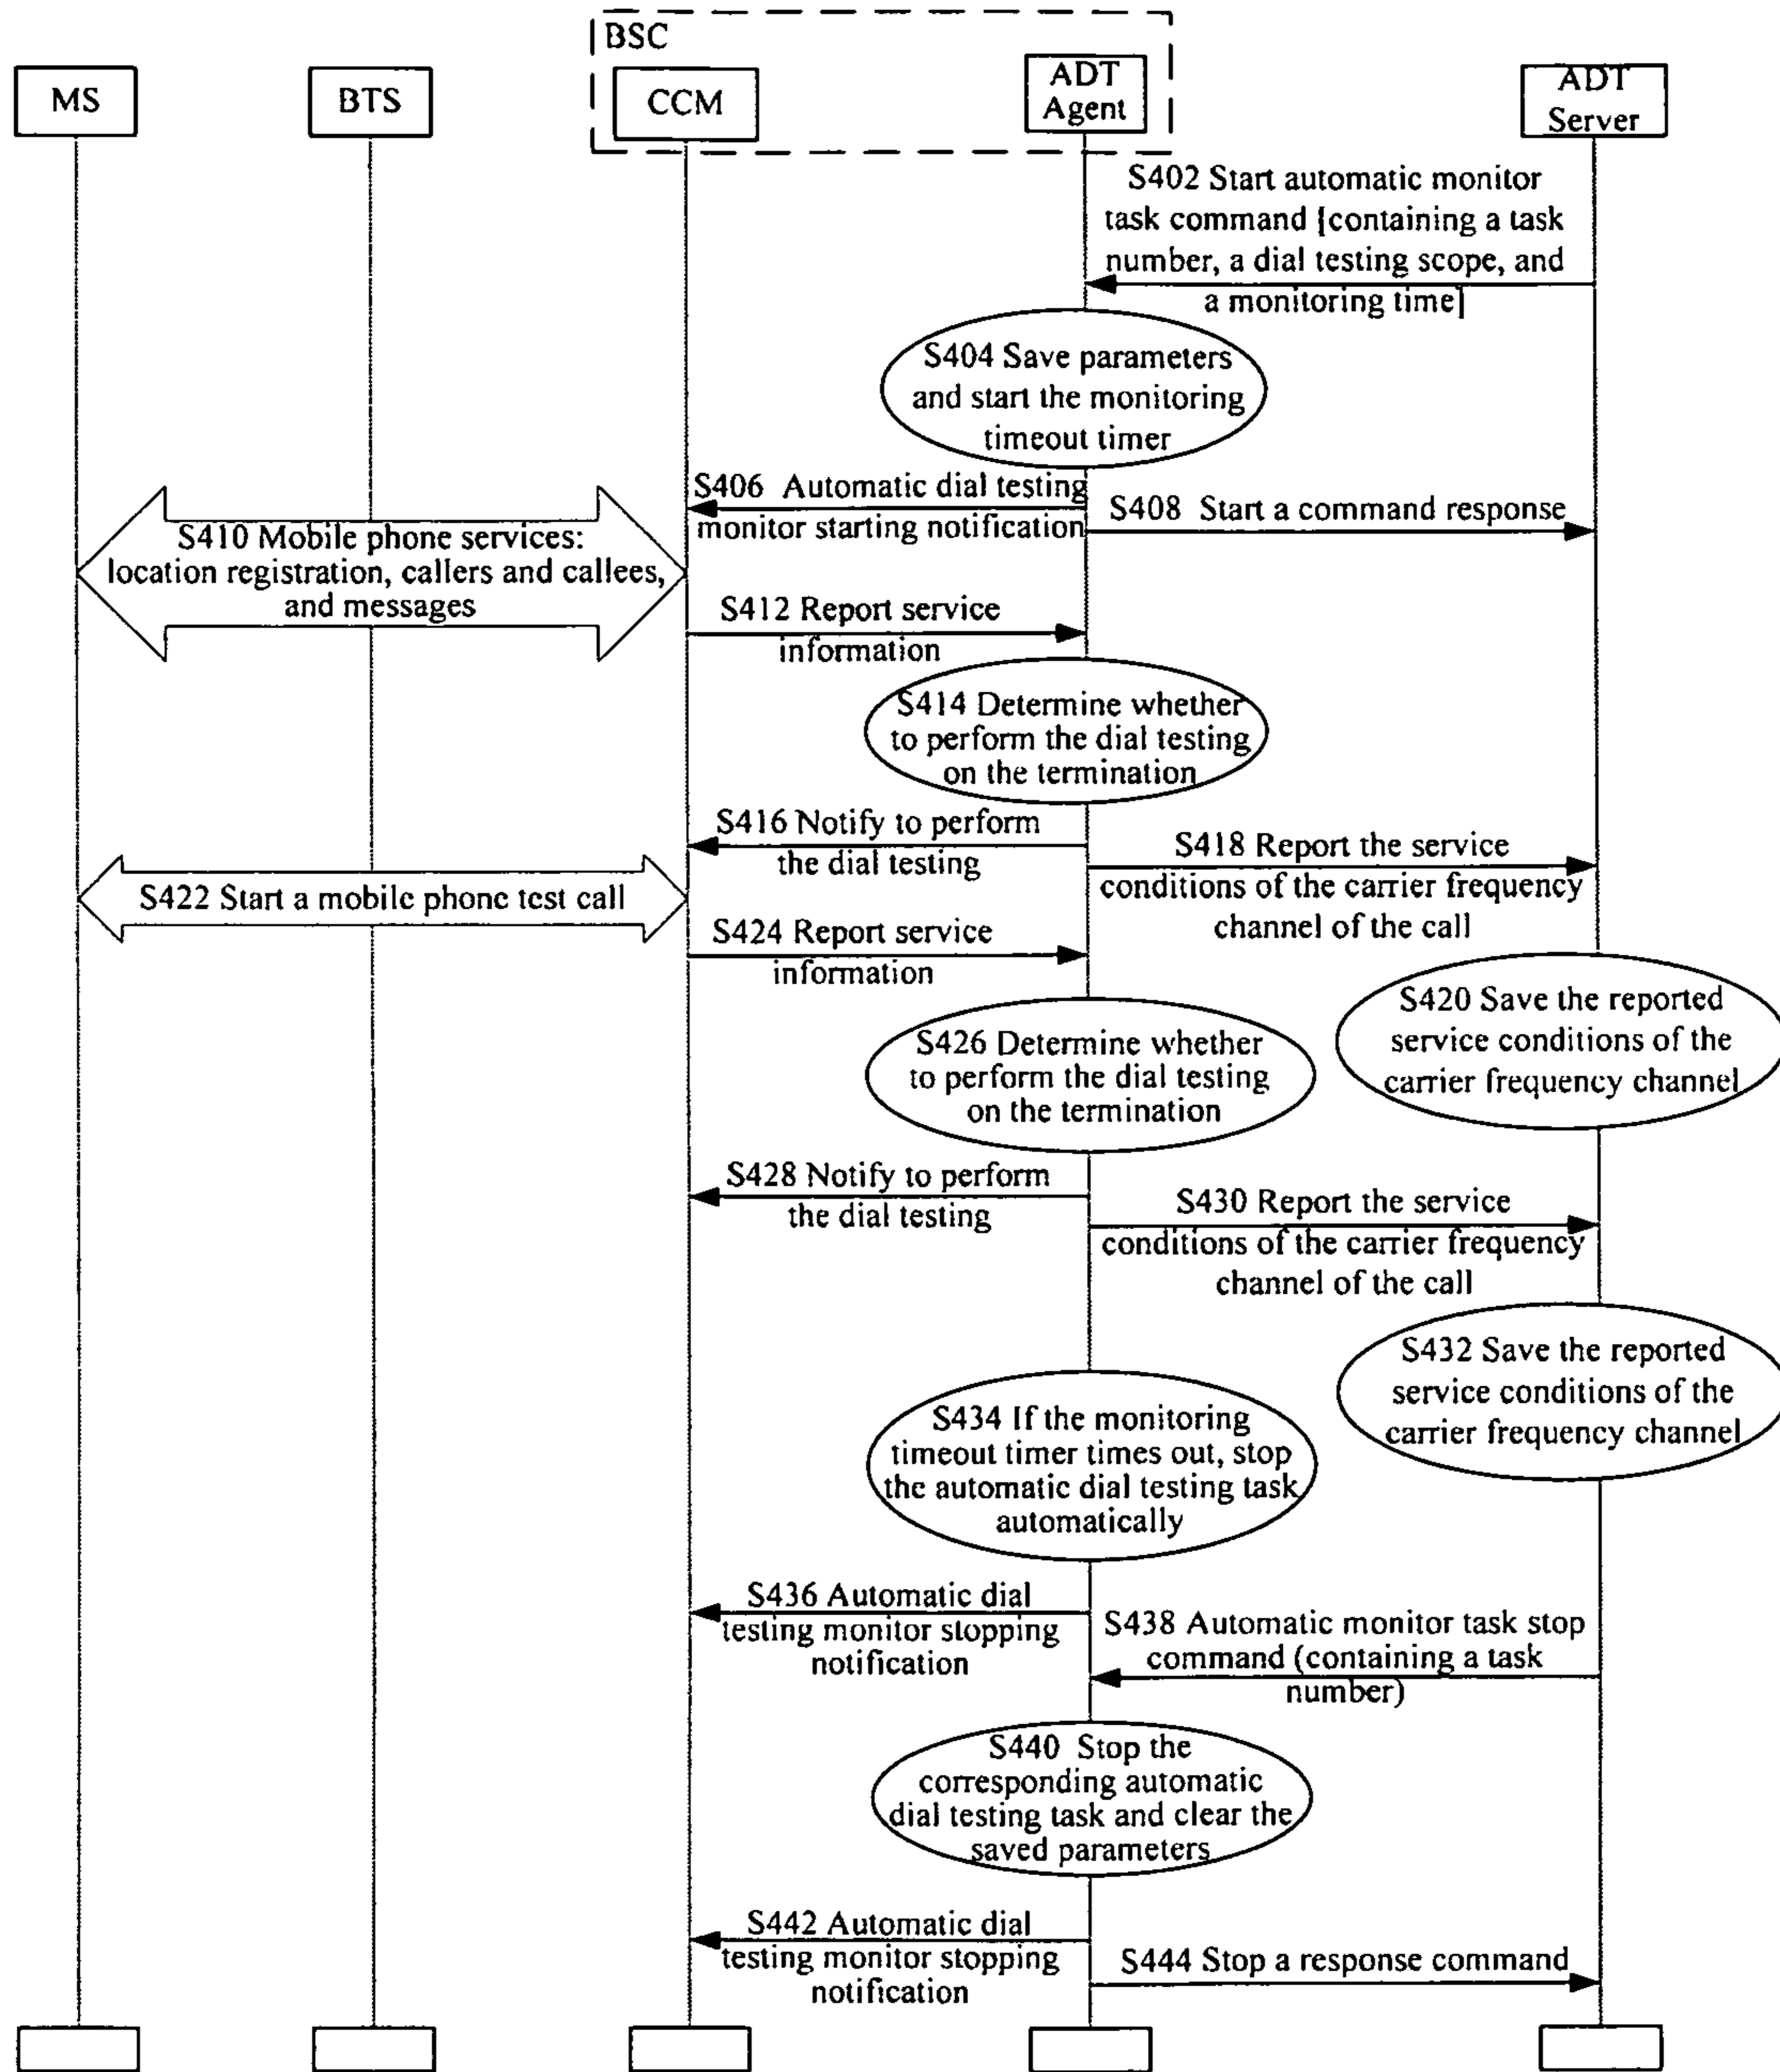 BSC
MS
BTS
CCM
ADT
Agent
ADT
Server
S402 Start automatic monitor
task command [containing a task
number, a dial testing scope, and
a monitoring time]
S404 Save parameters
and start the monitoring
timeout timer
S406 Automatic dial testing
monitor starting notification
S408 Start a command response
S410 Mobile phone services:
location registration, callers and callees,
and messages
S412 Report service
information
S414 Determine whether
to perform the dial testing
on the termination
S416 Notify to perform
the dial testing
S418 Report the service
conditions of the carrier frequency
channel of the call
S422 Start a mobile phone test call
S424 Report service
information
S420 Save the reported
service conditions of the
carrier frequency channel
S426 Determine whether
to perform the dial testing
on the termination
S428 Notify to perform
the dial testing
S430 Report the service
conditions of the carrier frequency
channel of the call
S432 Save the reported
service conditions of the
carrier frequency channel
S434 If the monitoring
timeout timer times out, stop
the automatic dial testing task
automatically
S436 Automatic dial
testing monitor stopping
notification
S438 Automatic monitor task stop
command (containing a task
number)
S440 Stop the
corresponding automatic
dial testing task and clear the
saved parameters
S442 Automatic dial
testing monitor stopping
notification
S444 Stop a response command